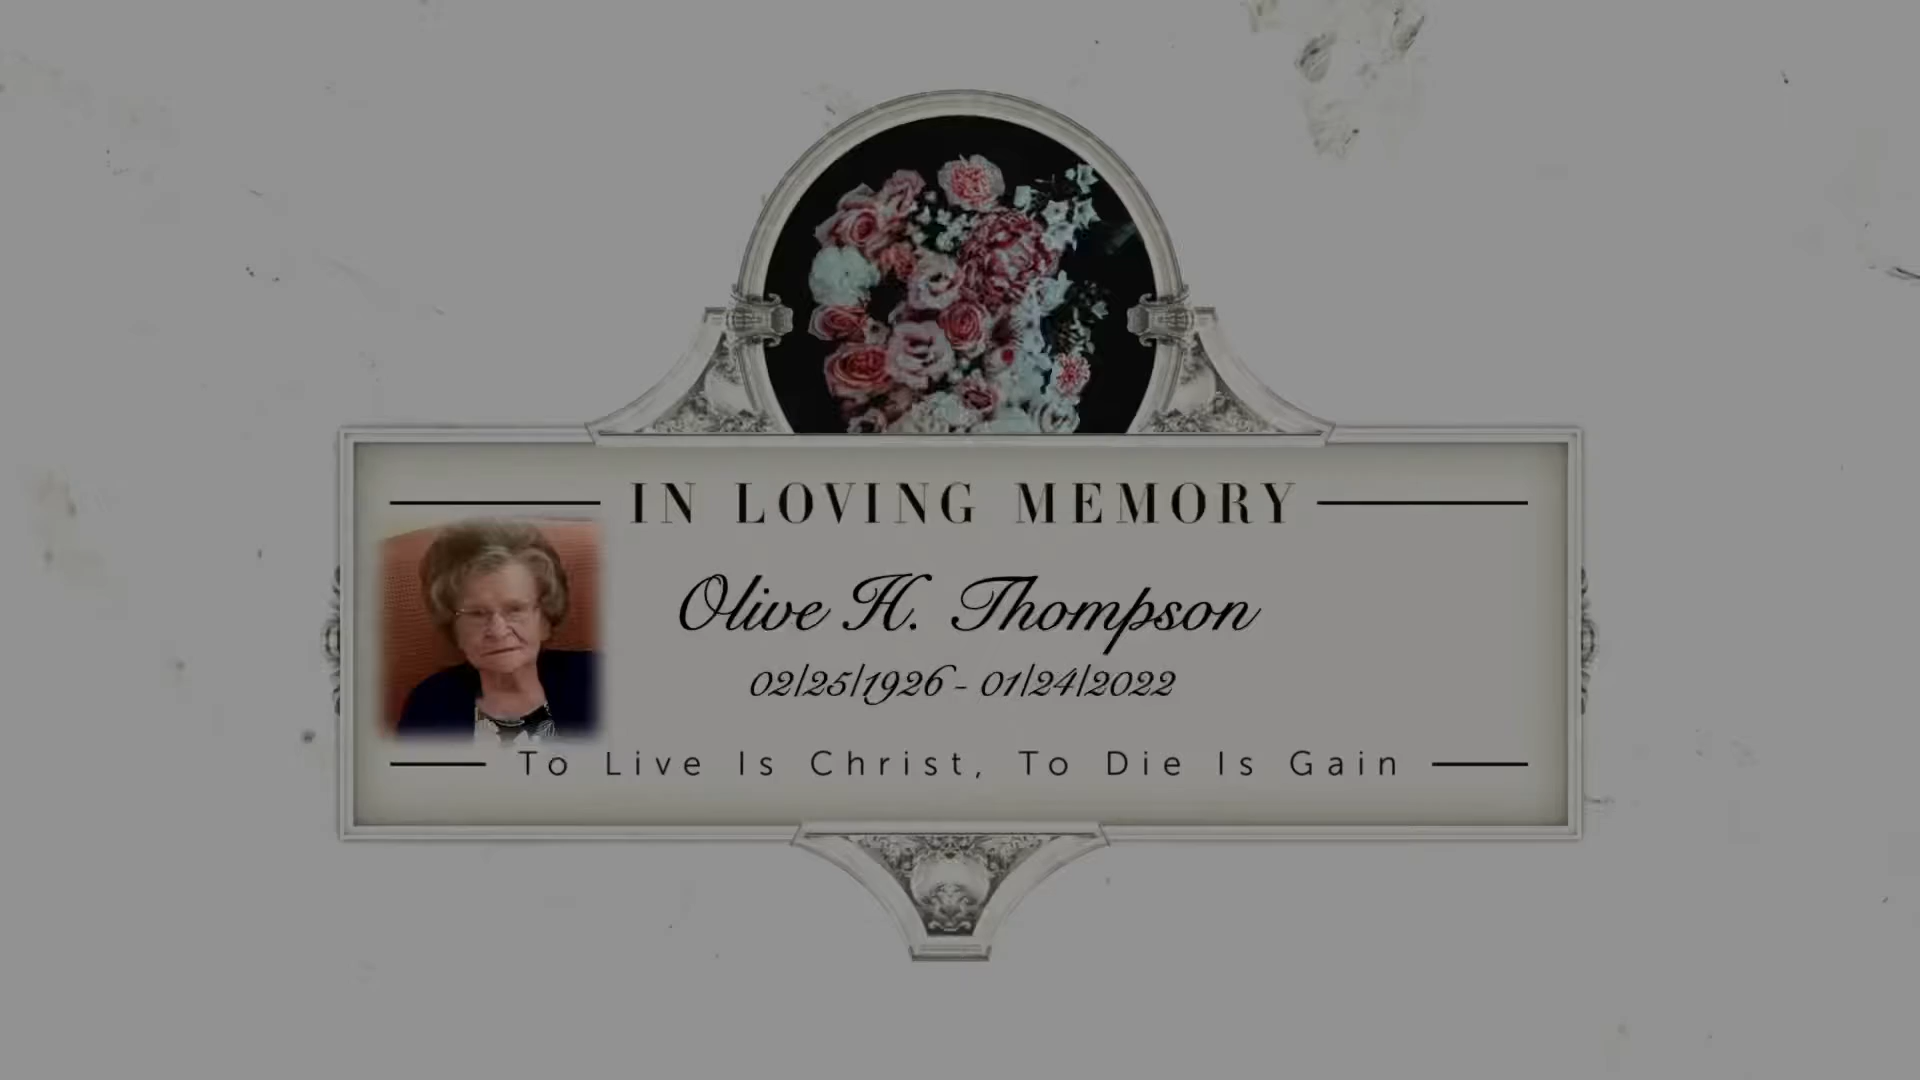 IN LOVING MEMORY
Olive H. Thompson
02/25/1926 - 01/24/2022
To Live Is Christ, To Die Is Gain